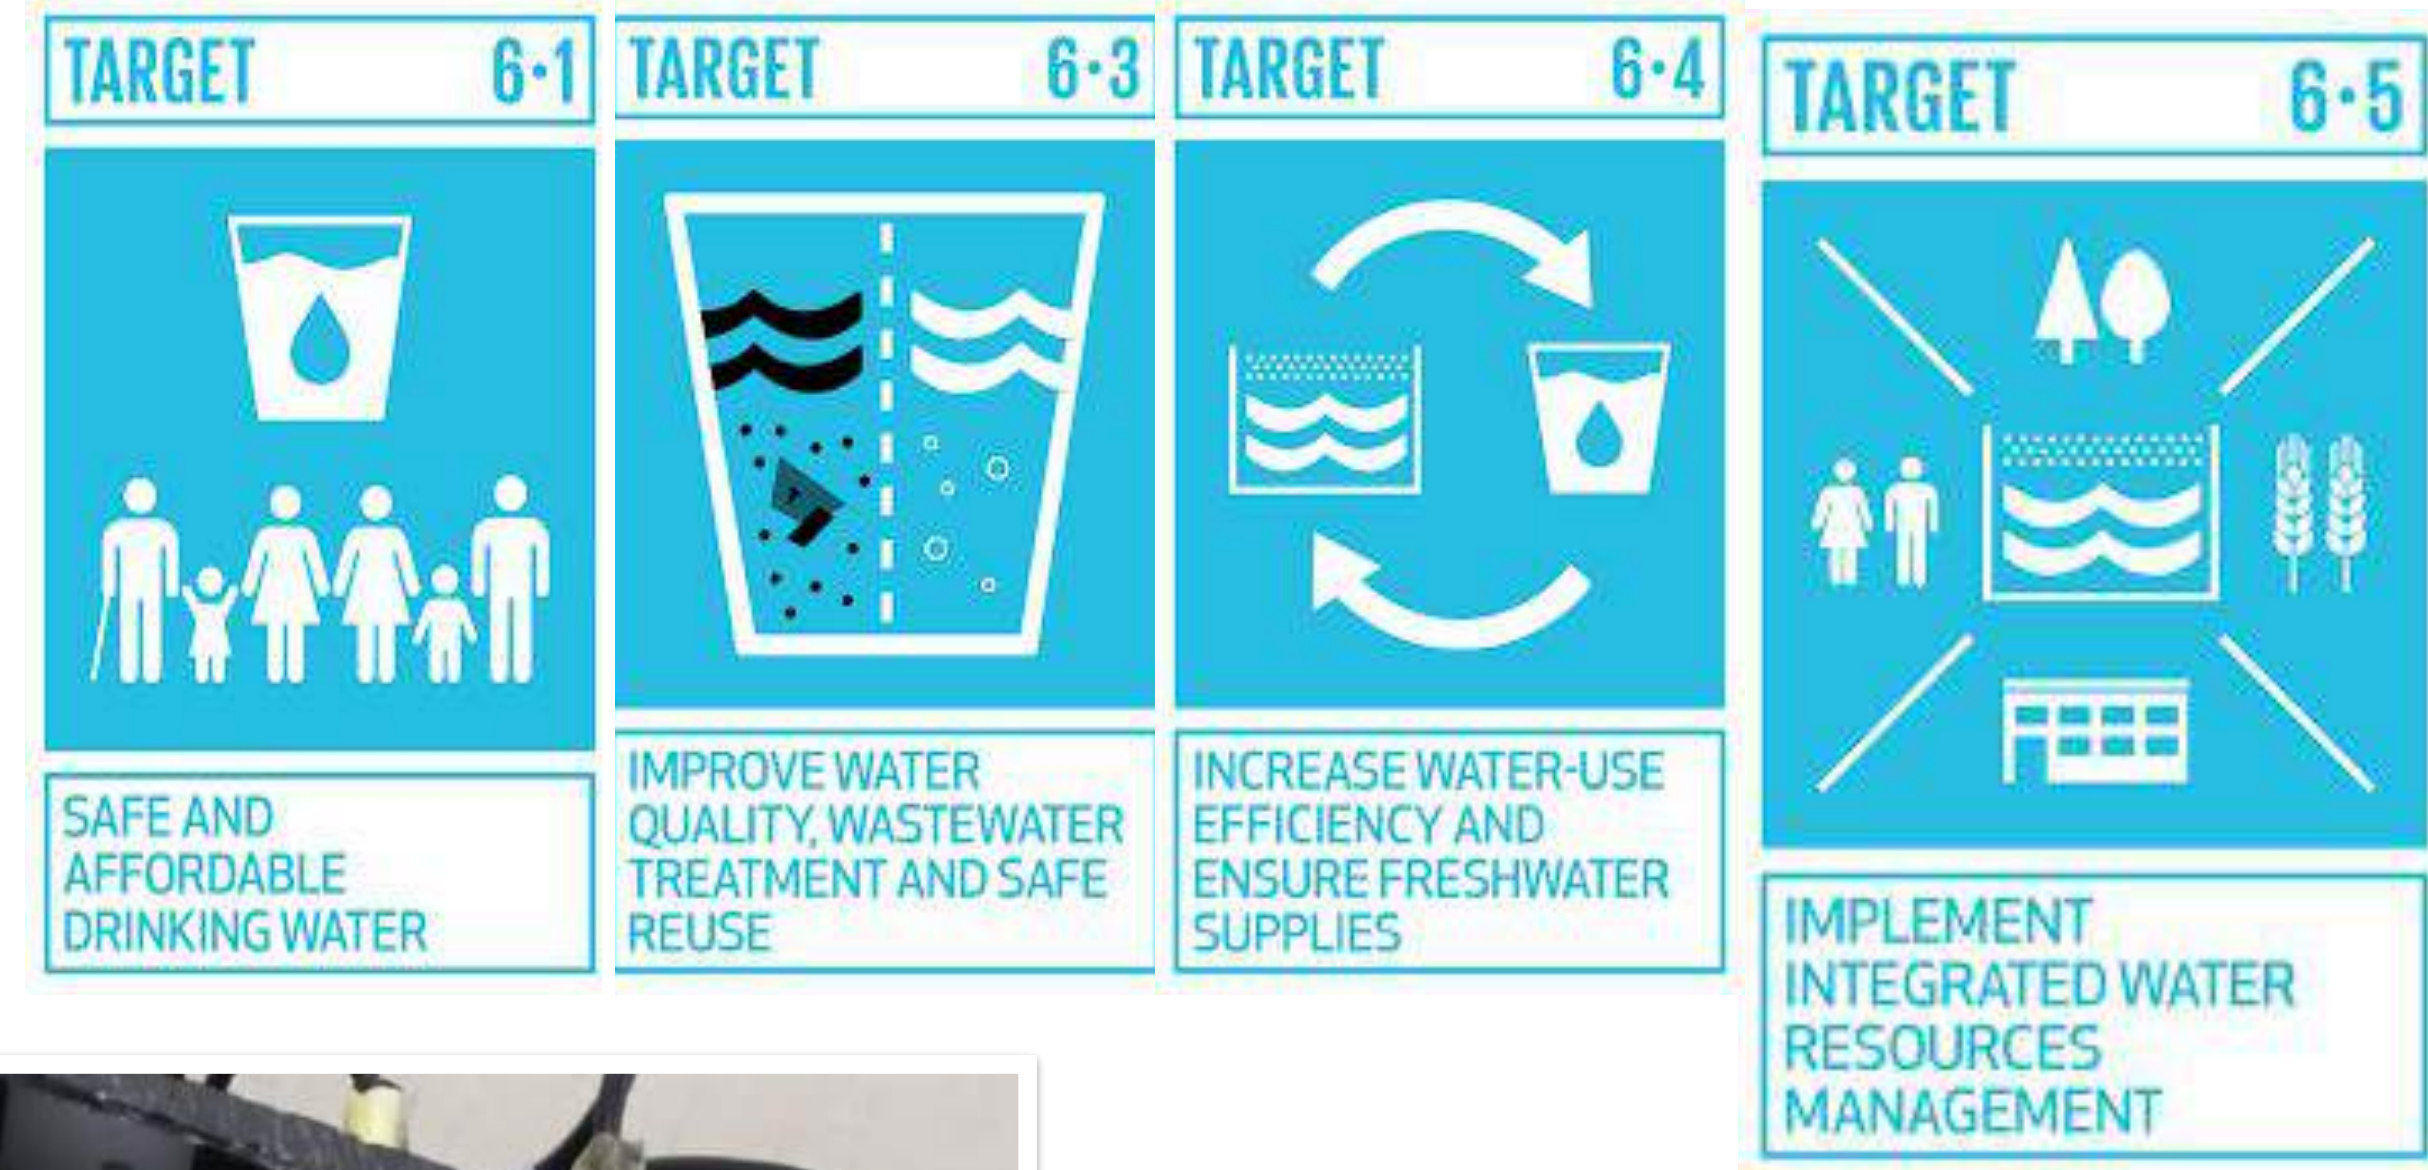 TARGET 6·1
SAFE AND
AFFORDABLE
DRINKING WATER
TARGET 6·3
IMPROVE WATER
QUALITY, WASTEWATER
TREATMENT AND SAFE
REUSE
TARGET 6·4
INCREASE WATER-USE
EFFICIENCY AND
ENSURE FRESHWATER
SUPPLIES
TARGET 6·5
IMPLEMENT
INTEGRATED WATER
RESOURCES
MANAGEMENT